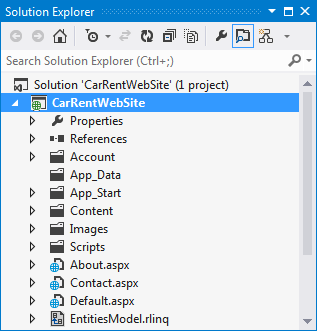 Solution Explorer
Search Solution Explorer (Ctrl+;)
Solution 'CarRentWebSite' (1 project)
CarRentWebSite
Properties
References
Account
App_Data
App_Start
Content
Images
Scripts
About.aspx
Contact.aspx
Default.aspx
EntitiesModel.rlinq